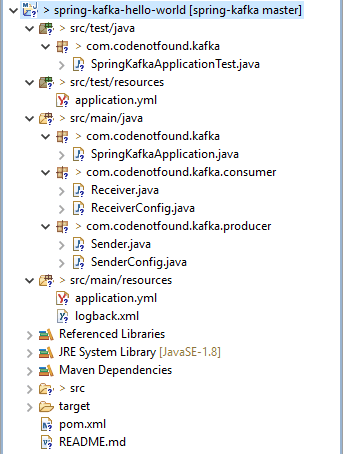 > spring-kafka-hello-world [spring-kafka master]
> src/test/java
> com.codenotfound.kafka
SpringKafkaApplicationTest.java
> src/test/resources
application.yml
> src/main/java
> com.codenotfound.kafka
SpringKafkaApplication.java
> com.codenotfound.kafka.consumer
Receiver.java
ReceiverConfig.java
> com.codenotfound.kafka.producer
Sender.java
SenderConfig.java
> src/main/resources
application.yml
logback.xml
Referenced Libraries
JRE System Library [JavaSE-1.8]
Maven Dependencies
> src
target
pom.xml
README.md